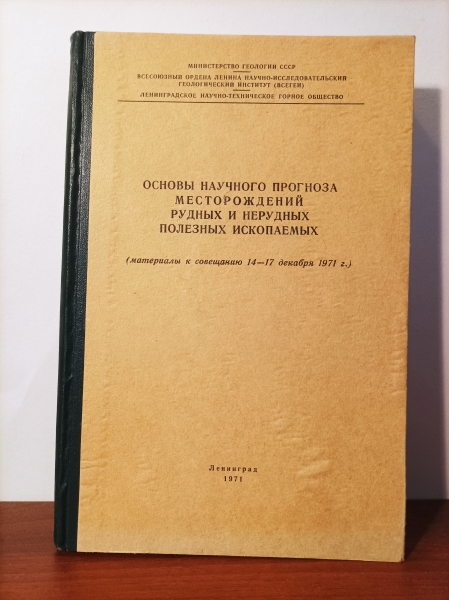 МИНИСТЕРСТВО ГЕОЛОГИИ СССР
ВСЕСОЮЗНЫЙ ОРДЕНА ЛЕНИНА НАУЧНО-ИССЛЕДОВАТЕЛЬСКИЙ
ГЕОЛОГИЧЕСКИЙ ИНСТИТУТ (ВСЕГЕИ)
ЛЕНИНГРАДСКОЕ НАУЧНО-ТЕХНИЧЕСКОЕ ГОРНОЕ ОБЩЕСТВО
ОСНОВЫ НАУЧНОГО ПРОГНОЗА
МЕСТОРОЖДЕНИЙ
РУДНЫХ И НЕРУДНЫХ
ПОЛЕЗНЫХ ИСКОПАЕМЫХ
(материалы к совещанию 14—17 декабря 1971 г.)
Ленинград
1971